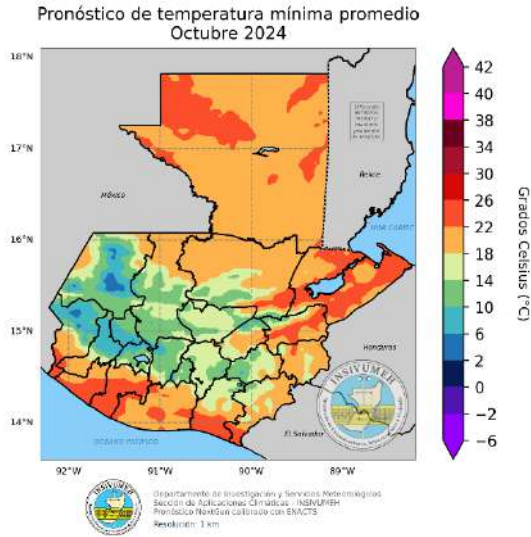 Pronóstico de temperatura mínima promedio
Octubre 2024
18°N
17°N
16°N
15°N
14°N
92°W
91°W
90°W
89°W
México
Belice
MAR CARIBE
Honduras
El Salvador
OCÉANO PACÍFICO
INSIVUMEH
42
40
38
34
30
26
22
18
14
10
6
2
0
−2
−6
Grados Celsius (°C)
INSIVUMEH
Departamento de Investigación y Servicios Meteorológicos
Sección de Aplicaciones Climáticas - INSIVUMEH
Pronóstico NextGen calibrado con ENACTS
Resolución: 1 km